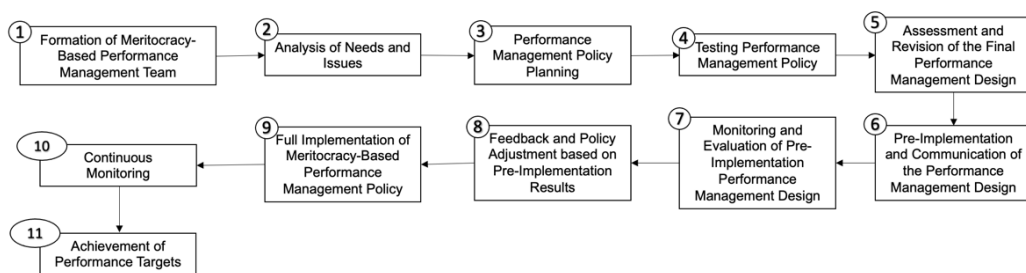 1
Formation of Meritocracy-
Based Performance
Management Team
2
Analysis of Needs and
Issues
3
Performance
Management Policy
Planning
4
Testing Performance
Management Policy
5
Assessment and
Revision of the Final
Performance
Management Design
6
Pre-Implementation
and Communication of
the Performance
Management Design
7
Monitoring and
Evaluation of Pre-
Implementation
Performance
Management Design
8
Feedback and Policy
Adjustment based on
Pre-Implementation
Results
9
Full Implementation of
Meritocracy-Based
Performance
Management Policy
10
Continuous
Monitoring
11
Achievement of
Performance Targets